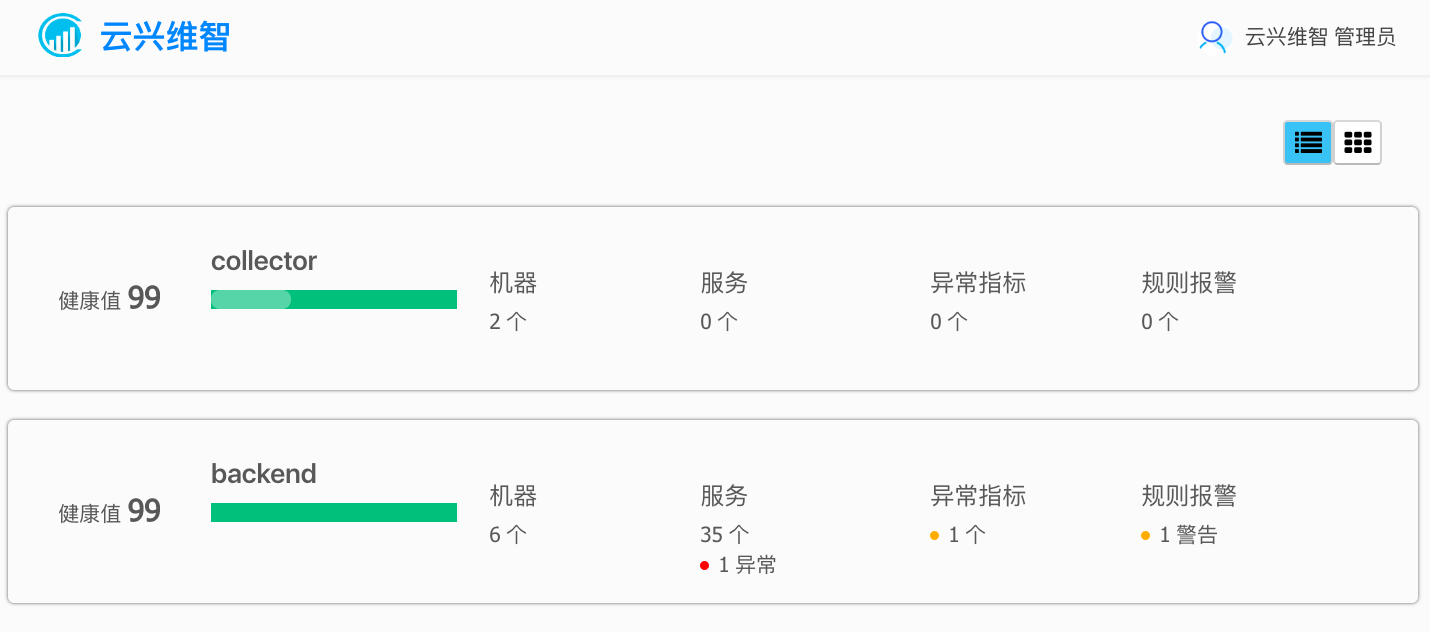 云兴维智
云兴维智 管理员
collector
健康值 99
机器
服务
异常指标
规则报警
2 个
0 个
0 个
0 个
backend
健康值 99
机器
服务
异常指标
规则报警
6 个
35 个
1 个
1 警告
1 异常